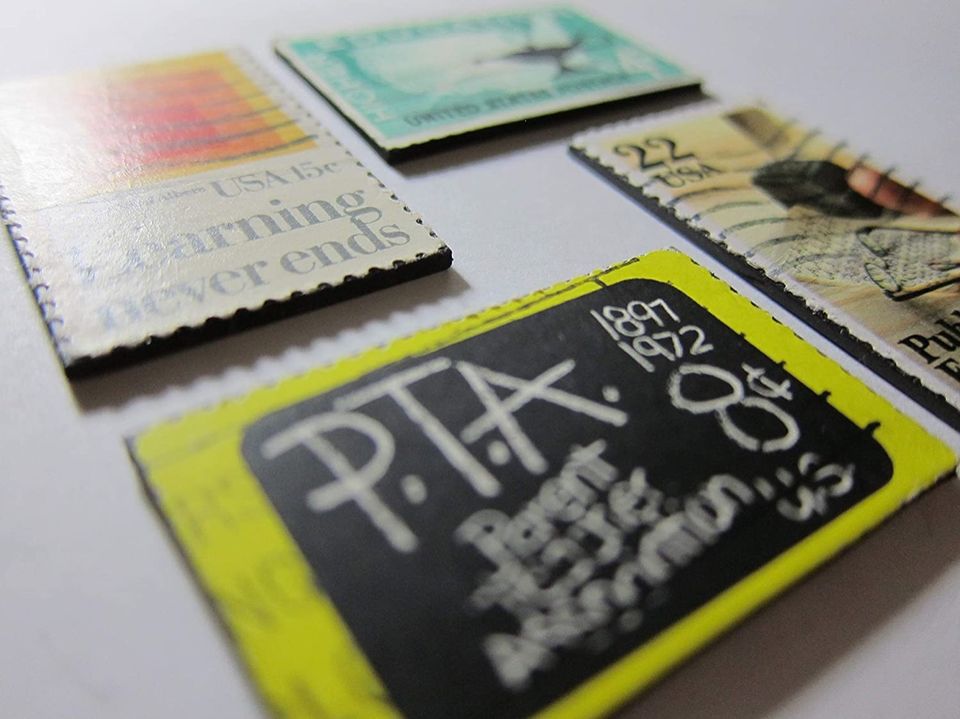 USA 15c
Learning
never ends
UNITED STATES
22
USA
P.T.A.
1897
1972
8¢
Parent
Teacher
Association
U.S.